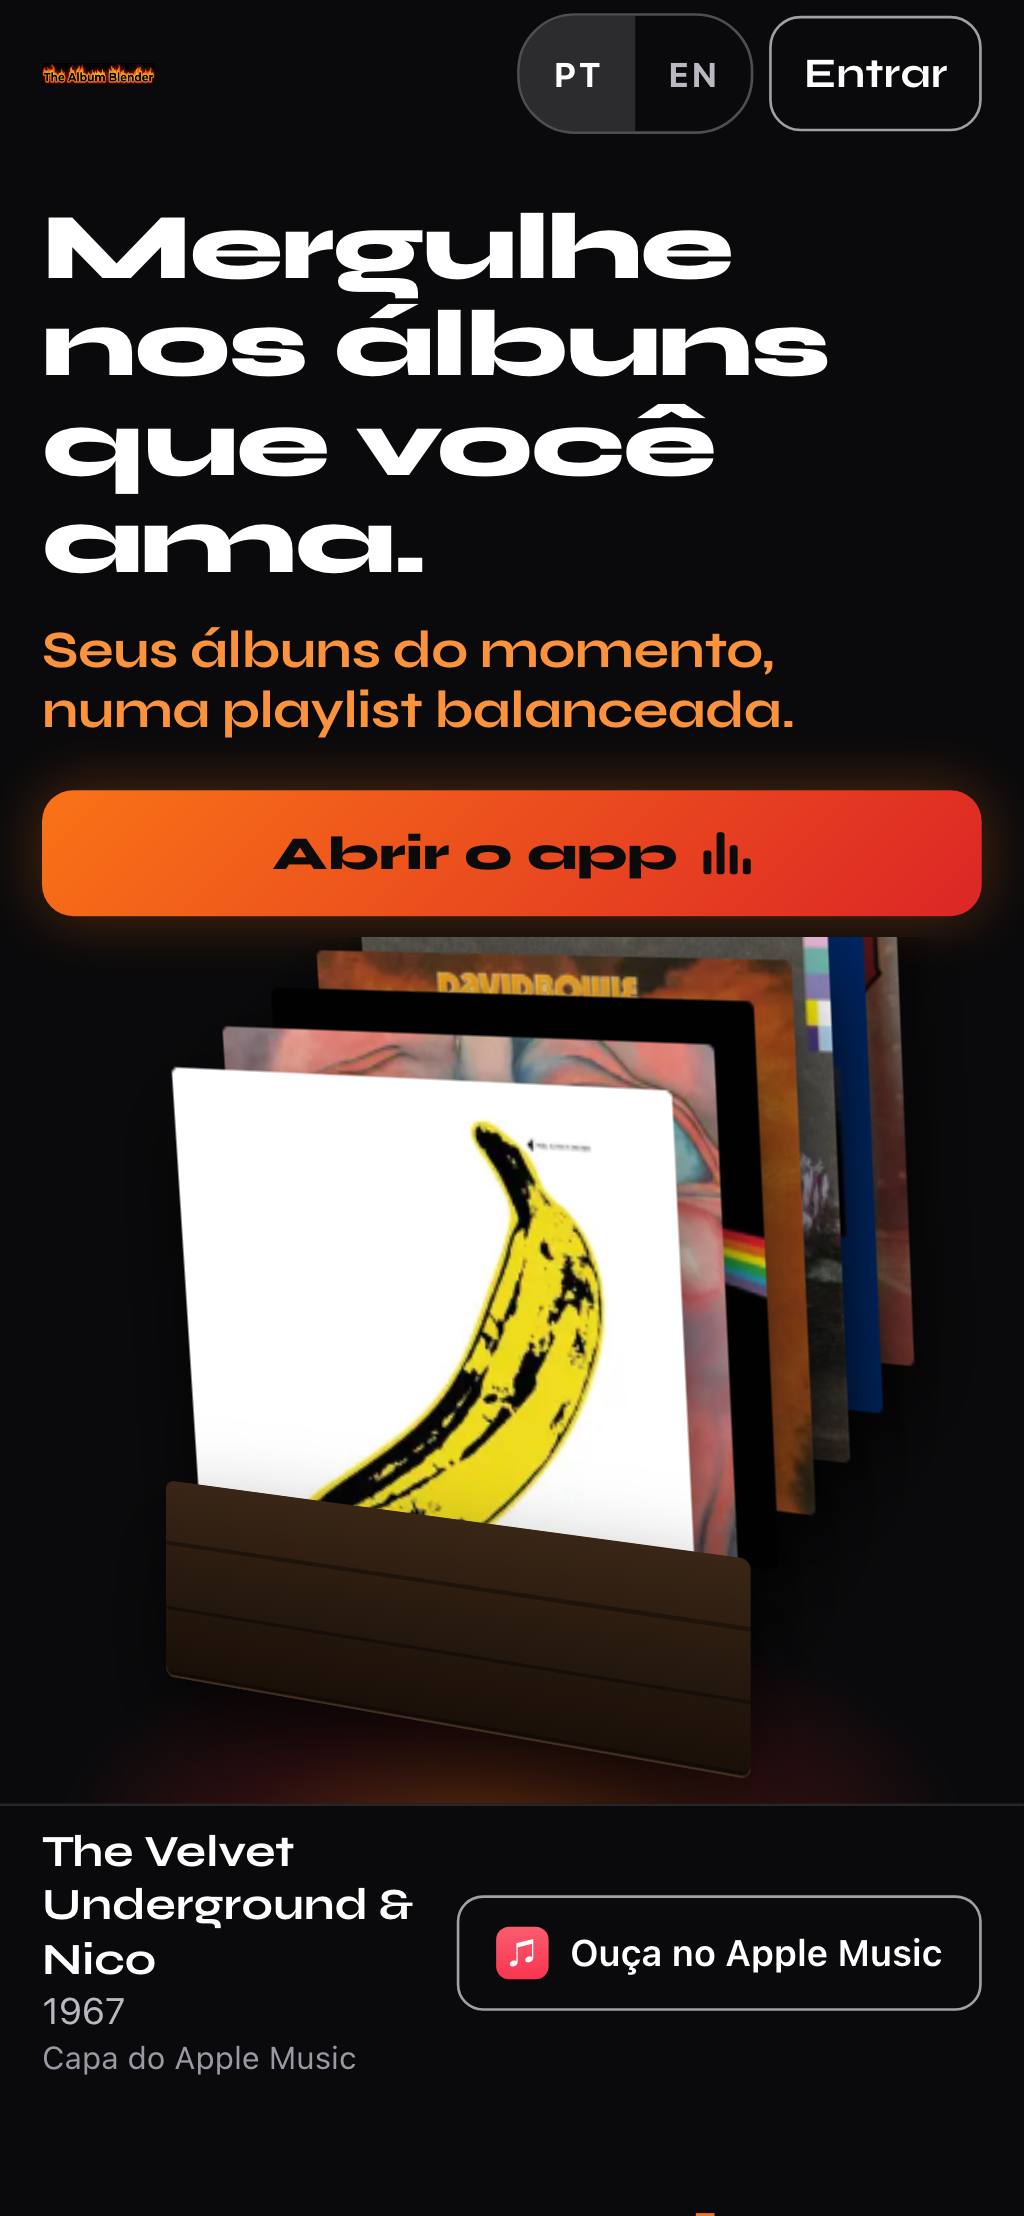 The Album Blender
PT
EN
Entrar
Mergulhe
nos álbuns
que você
ama.
Seus álbuns do momento,
numa playlist balanceada.
Abrir o app
DAVID BOWIE
The Velvet
Underground &
Nico
1967
Capa do Apple Music
Ouça no Apple Music